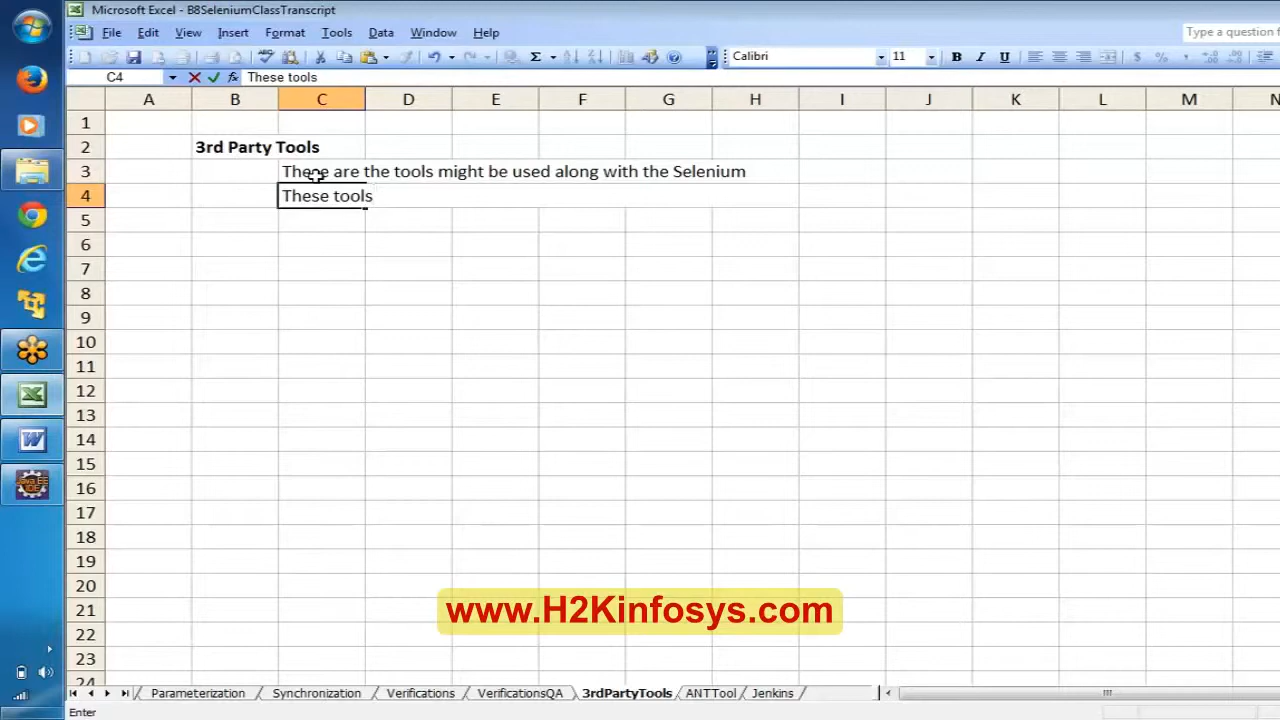 Microsoft Excel - B8SeleniumClassTranscript
File Edit View Insert Format Tools Data Window Help
Type a question f
Calibri 11 B I U
C4 fx These tools
A B C D E F G H I J K L M N
1
2 3rd Party Tools
3 These are the tools might be used along with the Selenium
4 These tools
5
6
7
8
9
10
11
12
13
14
15
16
17
18
19
20
21
www.H2Kinfosys.com
22
23
24
Parameterization Synchronization Verifications VerificationsQA 3rdPartyTools ANTTool Jenkins
Enter